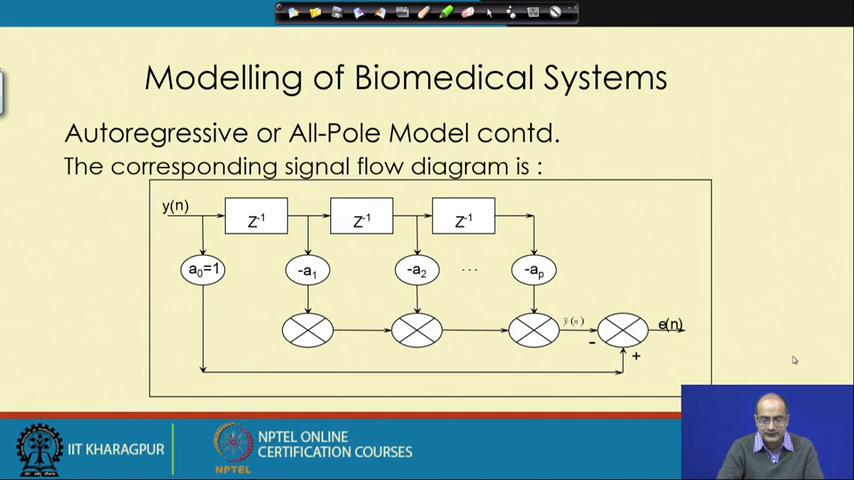 Modelling of Biomedical Systems
Autoregressive or All-Pole Model contd.
The corresponding signal flow diagram is :
y(n)
Z⁻¹ Z⁻¹ Z⁻¹
a₀=1 -a₁ -a₂ ... -aₚ
ỹ(n) e(n)
- +
IIT KHARAGPUR
NPTEL
NPTEL ONLINE
CERTIFICATION COURSES